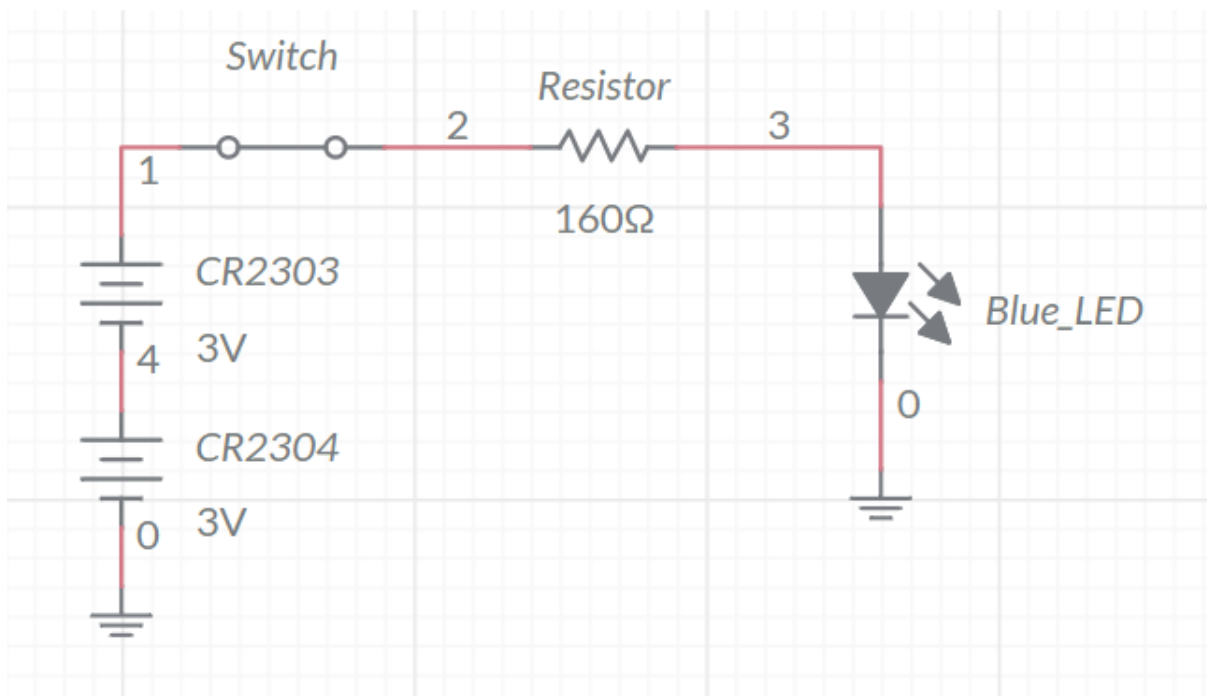 Switch
Resistor
2
3
1
160Ω
CR2303
3V
4
Blue_LED
0
CR2304
3V
0